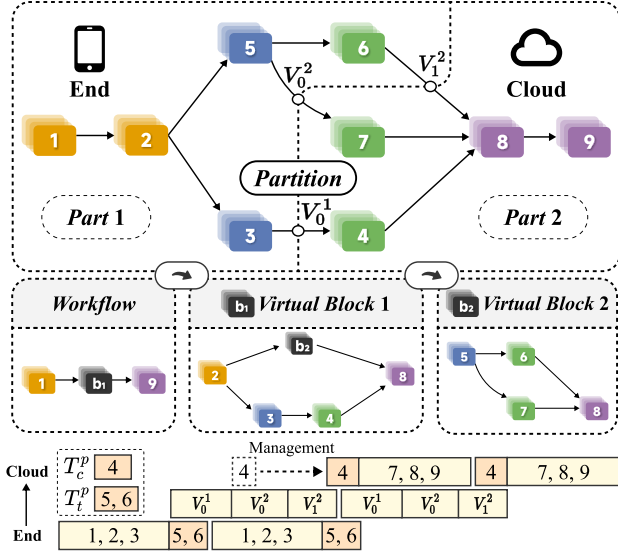 End
Cloud
1
2
5
6
7
3
4
8
9
V_0^2
V_1^2
V_0^1
Partition
Part 1
Part 2
Workflow
b₁ Virtual Block 1
b₂ Virtual Block 2
1 b₁ 9
2 b₂ 3 4 8
5 6 7 8
Management
Cloud
End
T_c^p 4
T_t^p 5, 6
4
4 7, 8, 9 4 7, 8, 9
V_0^1 V_0^2 V_1^2 V_0^1 V_0^2 V_1^2
1, 2, 3 5, 6 1, 2, 3 5, 6